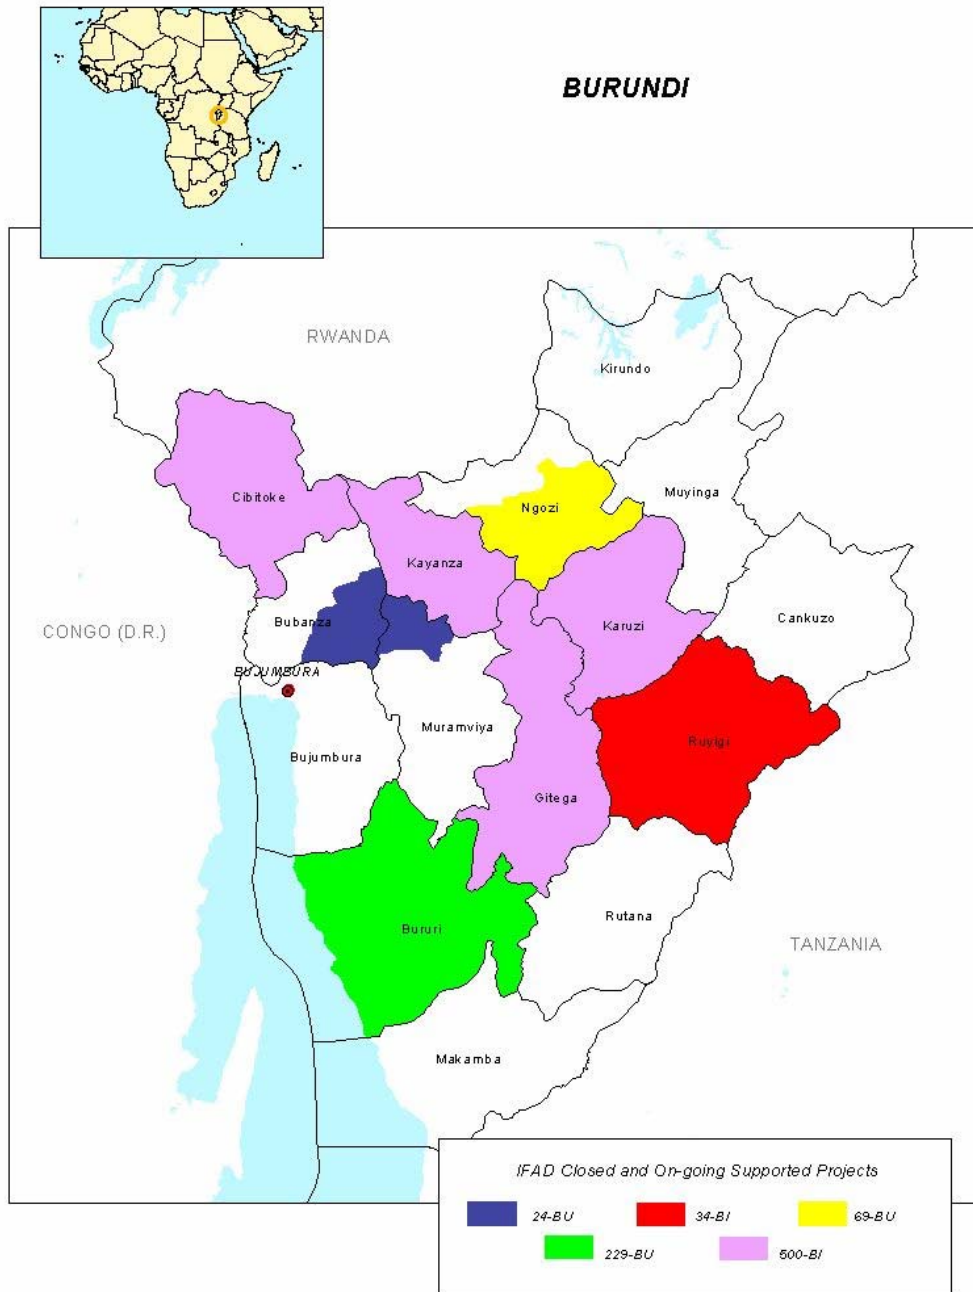 BURUNDI
RWANDA
Kirundo
Muyinga
Cibitoke
Ngozi
Kayanza
Cankuzo
Karuzi
Bubanza
CONGO (D.R.)
BUJUMBURA
Muramviya
Ruyigi
Bujumbura
Gitega
Rutana
Bururi
TANZANIA
Makamba
IFAD Closed and On-going Supported Projects
24-BU 34-BI 69-BU
229-BU 500-BI